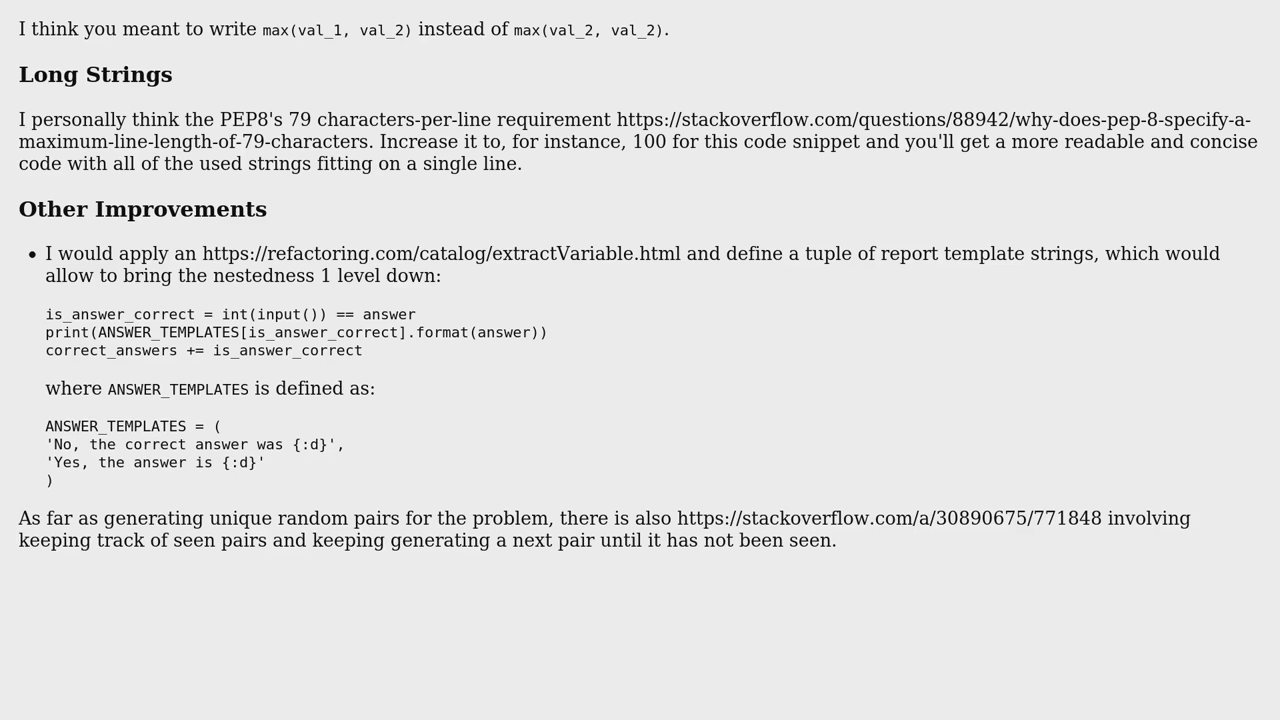 I think you meant to write max(val_1, val_2) instead of max(val_2, val_2).
Long Strings
I personally think the PEP8's 79 characters-per-line requirement https://stackoverflow.com/questions/88942/why-does-pep-8-specify-a-
maximum-line-length-of-79-characters. Increase it to, for instance, 100 for this code snippet and you'll get a more readable and concise
code with all of the used strings fitting on a single line.
Other Improvements
• I would apply an https://refactoring.com/catalog/extractVariable.html and define a tuple of report template strings, which would
allow to bring the nestedness 1 level down:
is_answer_correct = int(input()) == answer
print(ANSWER_TEMPLATES[is_answer_correct].format(answer))
correct_answers += is_answer_correct
where ANSWER_TEMPLATES is defined as:
ANSWER_TEMPLATES = (
'No, the correct answer was {:d}',
'Yes, the answer is {:d}'
)
As far as generating unique random pairs for the problem, there is also https://stackoverflow.com/a/30890675/771848 involving
keeping track of seen pairs and keeping generating a next pair until it has not been seen.